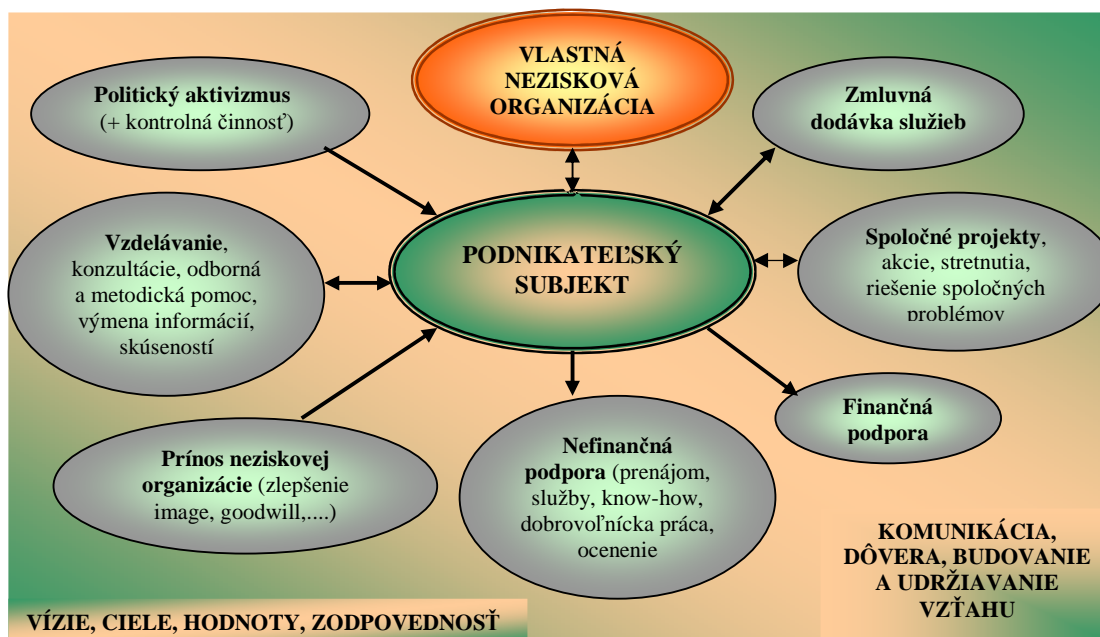 VLASTNÁ
NEZISKOVÁ
ORGANIZÁCIA
Politický aktivizmus
(+ kontrolná činnosť)
Zmluvná
dodávka služieb
Vzdelávanie,
konzultácie, odborná
a metodická pomoc,
výmena informácií,
skúseností
PODNIKATEĽSKÝ
SUBJEKT
Spoločné projekty,
akcie, stretnutia,
riešenie spoločných
problémov
Prínos neziskovej
organizácie (zlepšenie
image, goodwill,....)
Nefinančná
podpora (prenájom,
služby, know-how,
dobrovoľnícka práca,
ocenenie
Finančná
podpora
KOMUNIKÁCIA,
DÔVERA, BUDOVANIE
A UDRŽIAVANIE
VZŤAHU
VÍZIE, CIELE, HODNOTY, ZODPOVEDNOSŤ